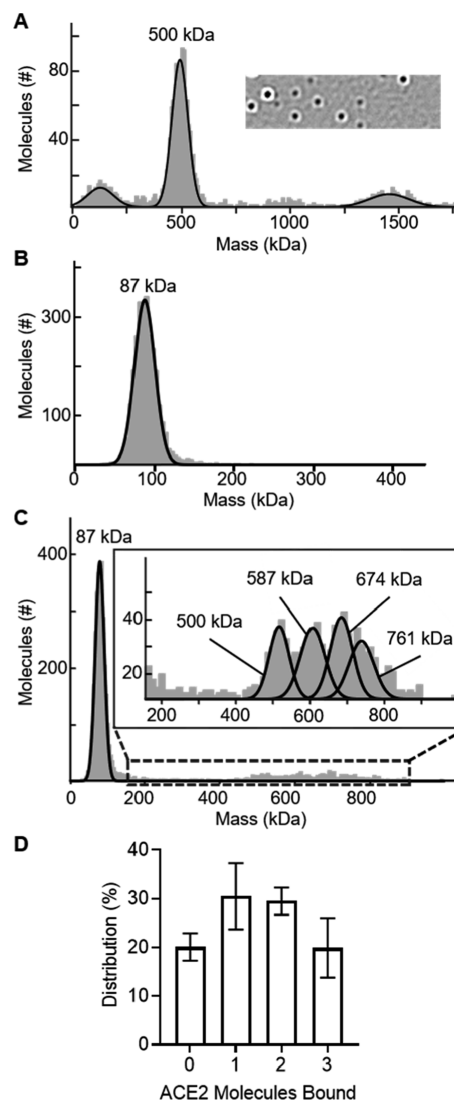 A
500 kDa
Molecules (#)
80
40
0
500
1000
1500
Mass (kDa)
B
87 kDa
Molecules (#)
300
100
0
100
200
300
400
Mass (kDa)
C
87 kDa
Molecules (#)
400
200
587 kDa
674 kDa
500 kDa
761 kDa
40
20
200
400
600
800
0
200
400
600
800
Mass (kDa)
D
Distribution (%)
40
30
20
10
0
0
1
2
3
ACE2 Molecules Bound